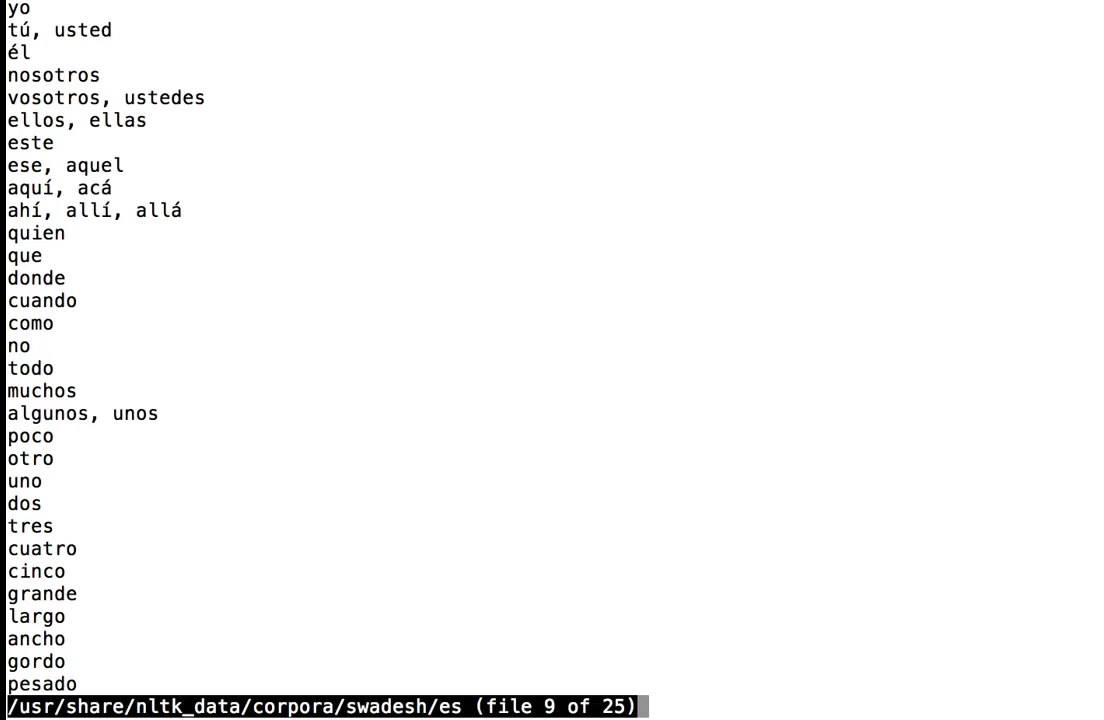 yo
tú, usted
él
nosotros
vosotros, ustedes
ellos, ellas
este
ese, aquel
aquí, acá
ahí, allí, allá
quien
que
donde
cuando
como
no
todo
muchos
algunos, unos
poco
otro
uno
dos
tres
cuatro
cinco
grande
largo
ancho
gordo
pesado
/usr/share/nltk_data/corpora/swadesh/es (file 9 of 25)